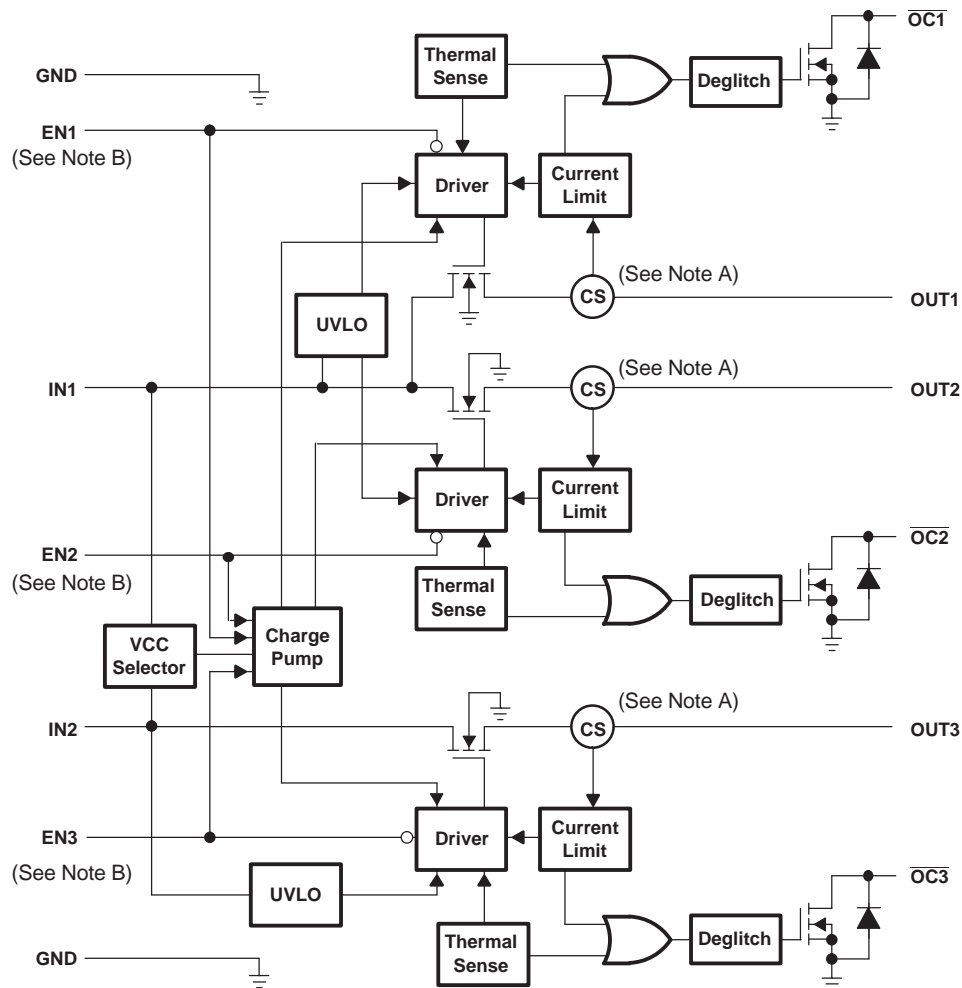 OC1
Thermal
Sense
GND
Deglitch
EN1
(See Note B)
Driver
Current
Limit
(See Note A)
CS
OUT1
UVLO
(See Note A)
IN1
CS
OUT2
Driver
Current
Limit
EN2
(See Note B)
OC2
Thermal
Sense
Deglitch
VCC
Selector
Charge
Pump
(See Note A)
IN2
CS
OUT3
EN3
(See Note B)
Driver
Current
Limit
OC3
UVLO
Thermal
Sense
Deglitch
GND